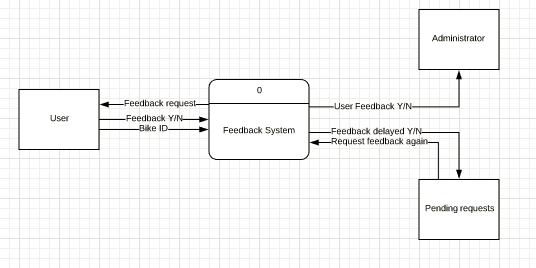 Administrator
0
Feedback request
User Feedback Y/N
User
Feedback Y/N
Bike ID
Feedback System
Feedback delayed Y/N
Request feedback again
Pending requests